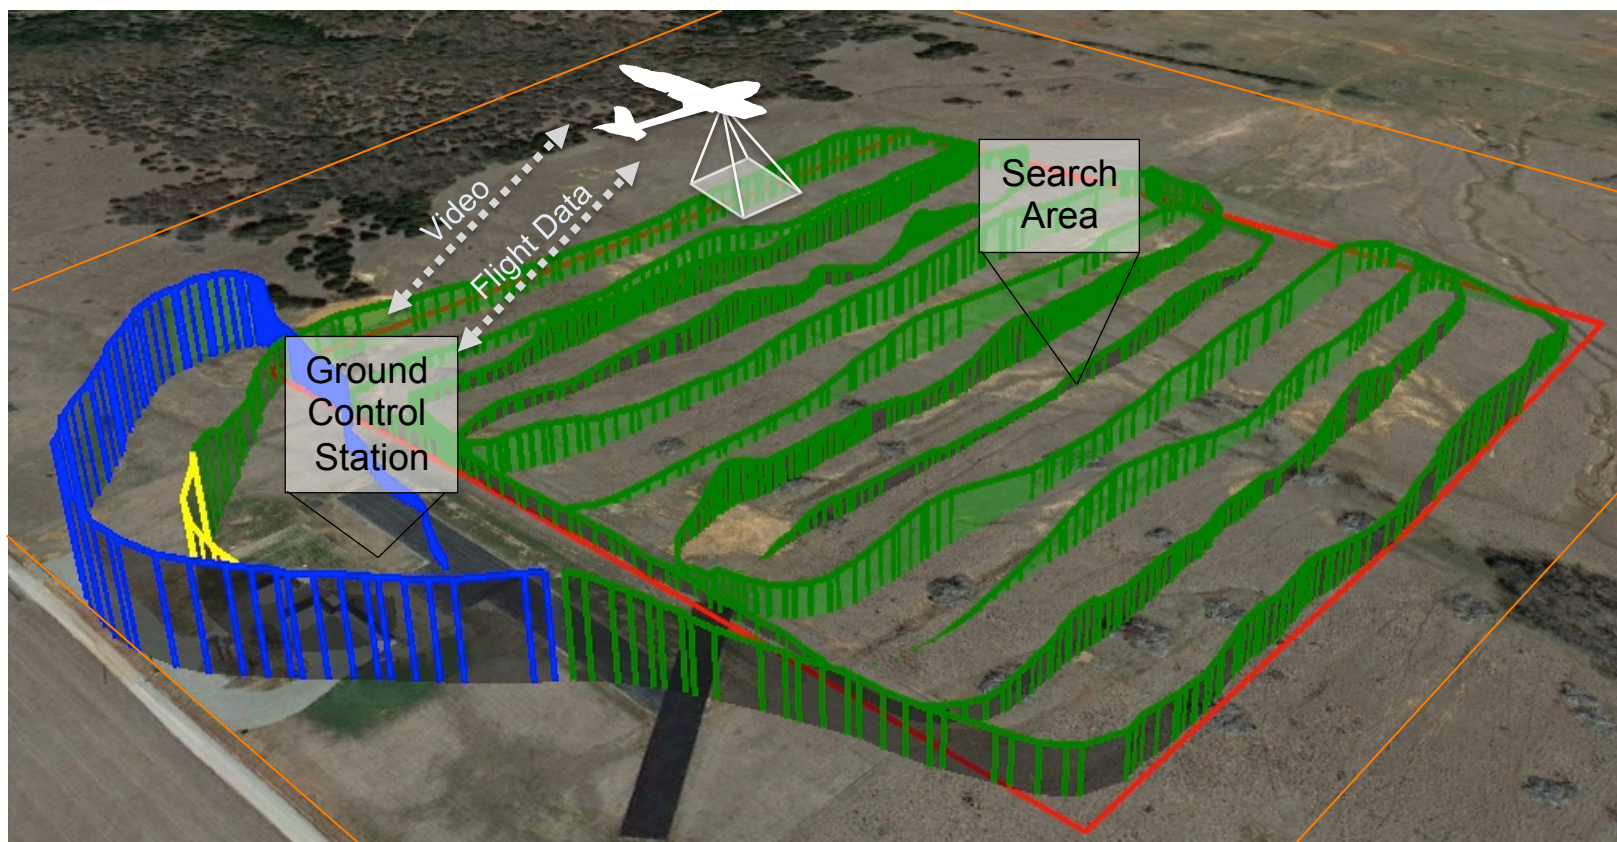 Video
Flight Data
Search
Area
Ground
Control
Station